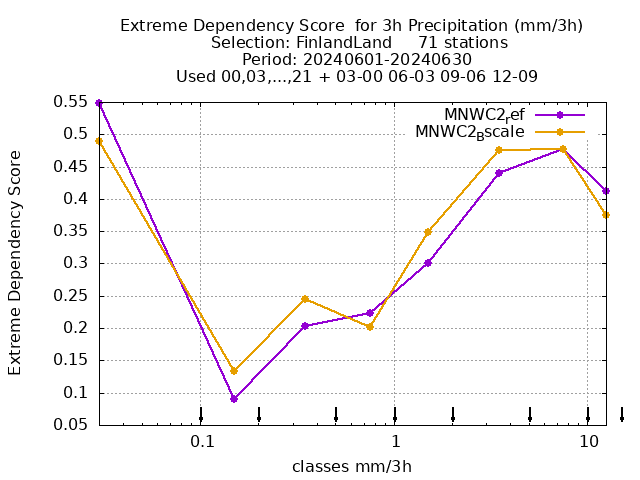 Extreme Dependency Score  for 3h Precipitation (mm/3h)
Selection: FinlandLand     71 stations
Period: 20240601-20240630
Used 00,03,...,21 + 03-00 06-03 09-06 12-09
MNWC2ref
MNWC2Bscale
0.55
0.5
0.45
0.4
0.35
0.3
0.25
0.2
0.15
0.1
0.05
Extreme Dependency Score
0.1 1 10
classes mm/3h